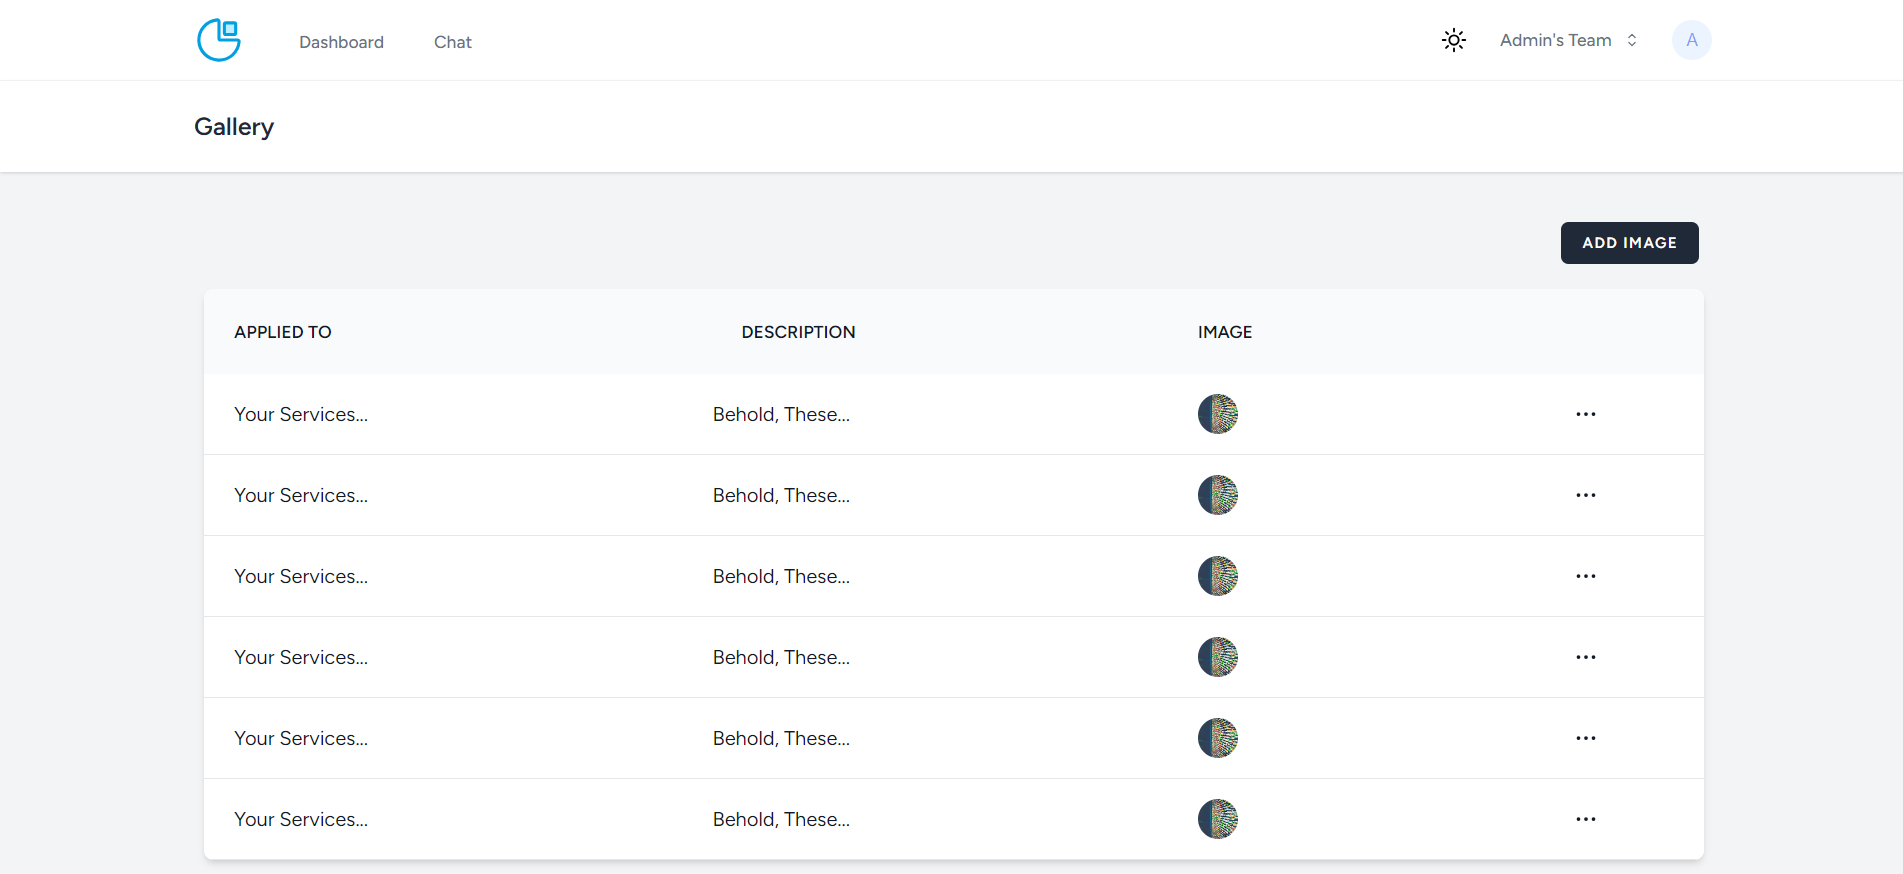 Dashboard Chat Admin's Team A
Gallery
ADD IMAGE
APPLIED TO DESCRIPTION IMAGE
Your Services... Behold, These...
Your Services... Behold, These...
Your Services... Behold, These...
Your Services... Behold, These...
Your Services... Behold, These...
Your Services... Behold, These...